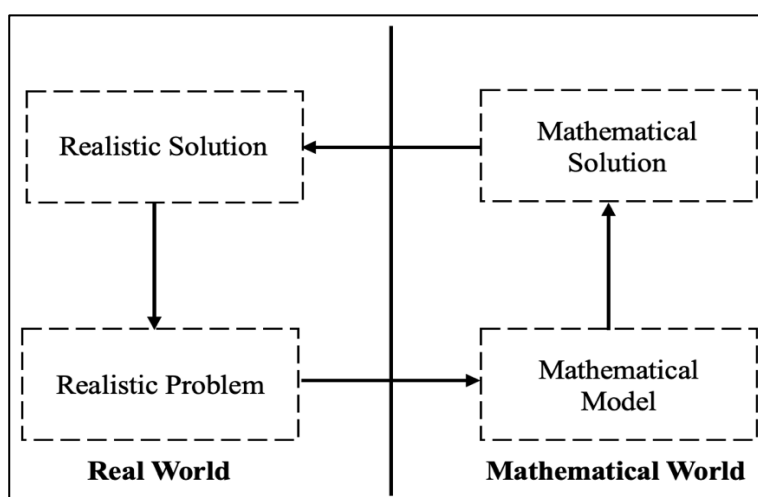 Realistic Solution
Mathematical
Solution
Realistic Problem
Mathematical
Model
Real World
Mathematical World